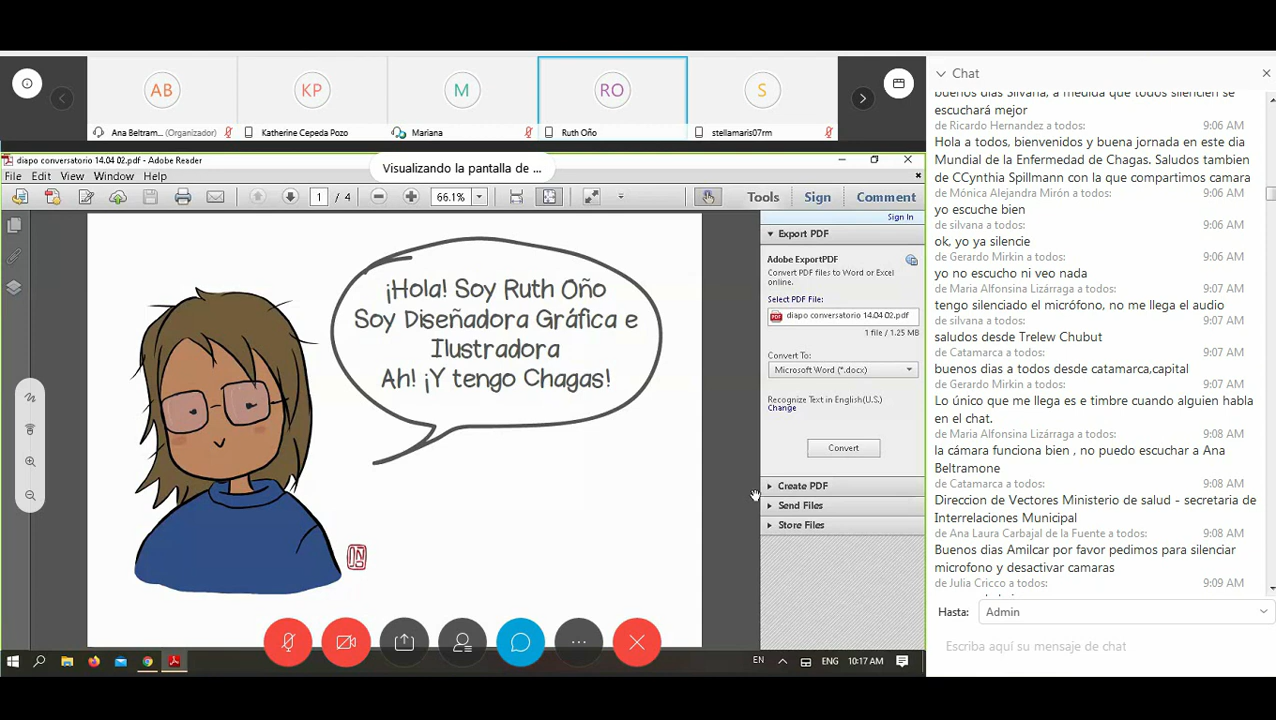 AB
KP
M
RO
S
Ana Beltram... (Organizador)
Katherine Cepeda Pozo
Mariana
Ruth Oño
stellamaris07rm
diapo conversatorio 14.04 02.pdf - Adobe Reader
Visualizando la pantalla de ...
File Edit View Window Help
1 / 4
66.1%
Tools Sign Comment
Sign In
¡Hola! Soy Ruth Oño
Soy Diseñadora Gráfica e
Ilustradora
Ah! ¡Y tengo Chagas!
Export PDF
Adobe ExportPDF
Convert PDF files to Word or Excel
online.
Select PDF File:
diapo conversatorio 14.04 02.pdf
1 file / 1.25 MB
Convert To:
Microsoft Word (*.docx)
Recognize Text in English(U.S.)
Change
Convert
Create PDF
Send Files
Store Files
EN
ENG 10:17 AM
Chat
buenos dias Silvana, a medida que todos silencien se
escuchará mejor
de Ricardo Hernandez a todos: 9:06 AM
Hola a todos, bienvenidos y buena jornada en este dia
Mundial de la Enfermedad de Chagas. Saludos tambien
de CCynthia Spillmann con la que compartimos camara
de Mónica Alejandra Mirón a todos: 9:06 AM
yo escuche bien
de silvana a todos: 9:06 AM
ok, yo ya silencie
de Gerardo Mirkin a todos: 9:06 AM
yo no escucho ni veo nada
de Maria Alfonsina Lizárraga a todos: 9:07 AM
tengo silenciado el micrófono, no me llega el audio
de silvana a todos: 9:07 AM
saludos desde Trelew Chubut
de Catamarca a todos: 9:07 AM
buenos dias a todos desde catamarca,capital
de Gerardo Mirkin a todos: 9:07 AM
Lo único que me llega es e timbre cuando alguien habla
en el chat.
de Maria Alfonsina Lizárraga a todos: 9:08 AM
la cámara funciona bien , no puedo escuchar a Ana
Beltramone
de Catamarca a todos: 9:08 AM
Direccion de Vectores Ministerio de salud - secretaria de
Interrelaciones Municipal
de Ana Laura Carbajal de la Fuente a todos: 9:08 AM
Buenos dias Amilcar por favor pedimos para silenciar
microfono y desactivar camaras
de Julia Cricco a todos: 9:09 AM
Hasta: Admin
Escriba aquí su mensaje de chat